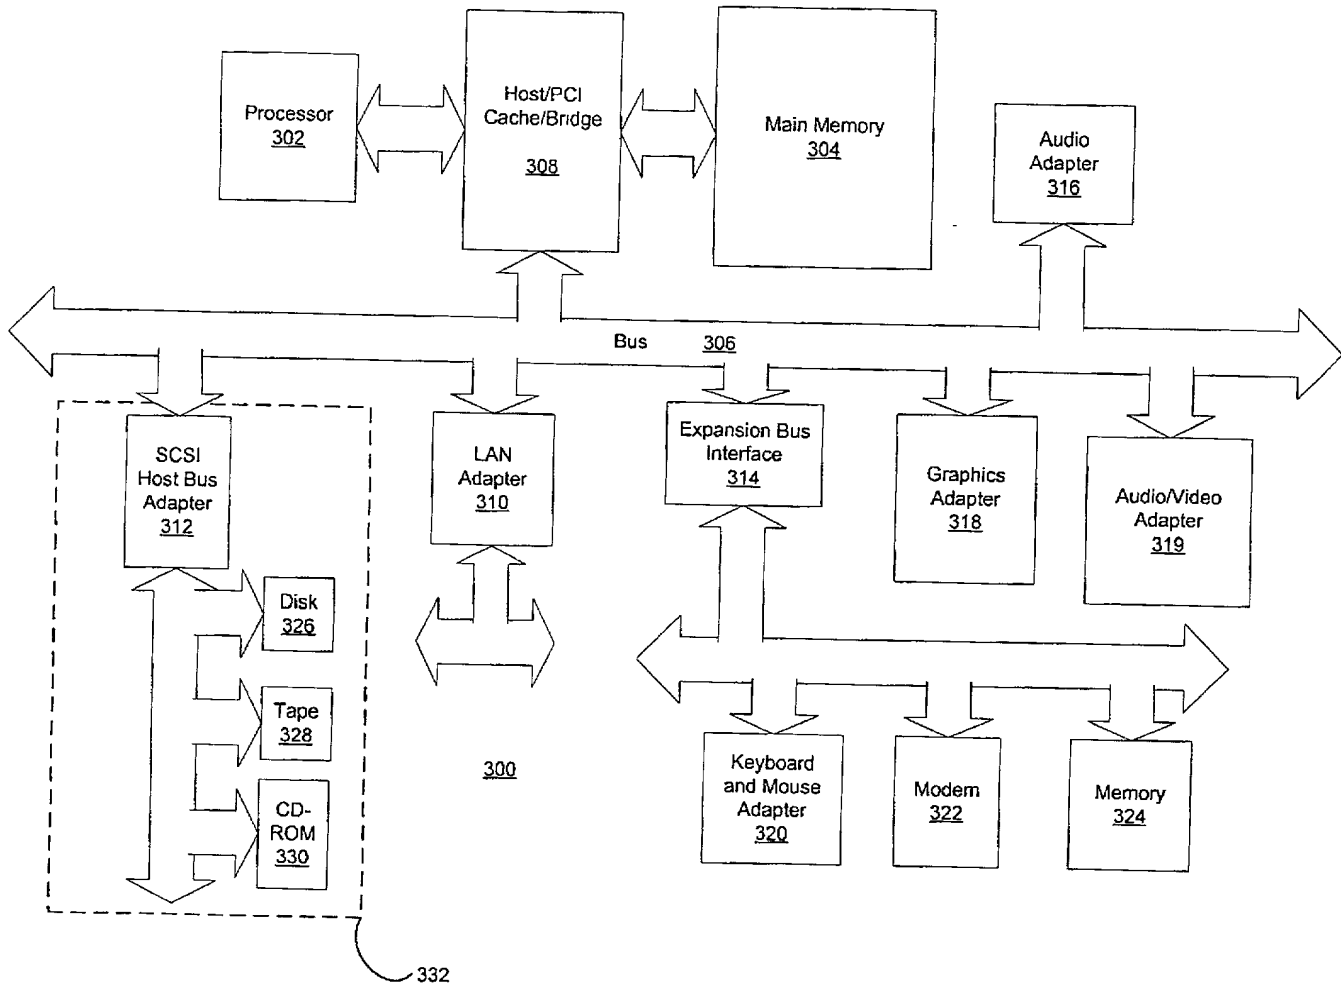 Processor
302
Host/PCI
Cache/Bridge
308
Main Memory
304
Audio
Adapter
316
Bus 306
SCSI
Host Bus
Adapter
312
LAN
Adapter
310
Expansion Bus
Interface
314
Graphics
Adapter
318
Audio/Video
Adapter
319
Disk
326
Tape
328
CD-
ROM
330
300
Keyboard
and Mouse
Adapter
320
Modem
322
Memory
324
332